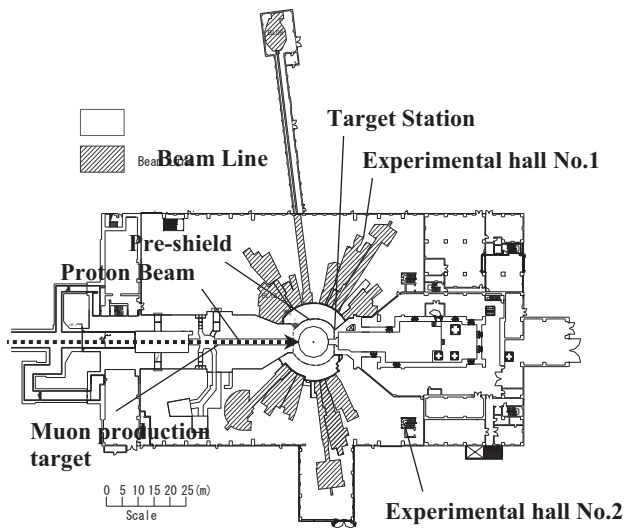 Target Station
Beam Line
Experimental hall No.1
Pre-shield
Proton Beam
Muon production
target
0 5 10 15 20 25(m)
Scale
Experimental hall No.2